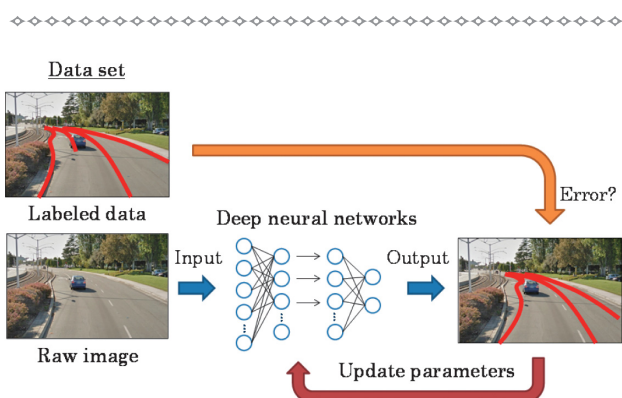 Data set
Labeled data
Error?
Deep neural networks
Input
Output
Raw image
Update parameters